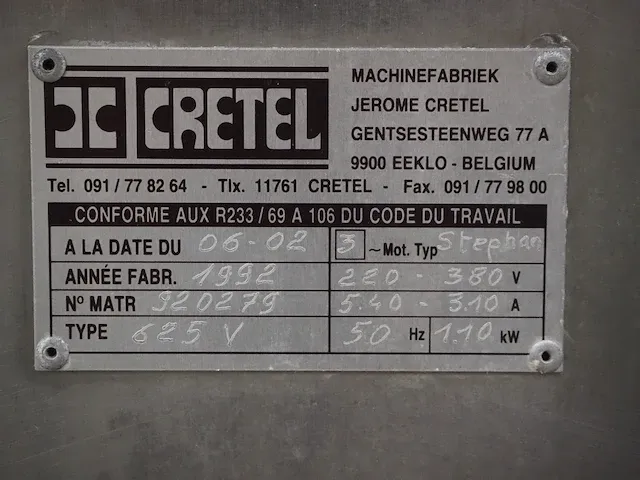 CRETEL
MACHINEFABRIEK
JEROME CRETEL
GENTSESTEENWEG 77 A
9900 EEKLO - BELGIUM
Tel. 091 / 77 82 64 - Tlx. 11761 CRETEL - Fax. 091 / 77 98 00
CONFORME AUX R233 / 69 A 106 DU CODE DU TRAVAIL
A LA DATE DU 06-02 3 ~ Mot. Typ Stephan
ANNÉE FABR. 1992 220 - 380 V
Nº MATR 920279 5.40 - 3.10 A
TYPE 625 V 50 Hz 1.10 kW